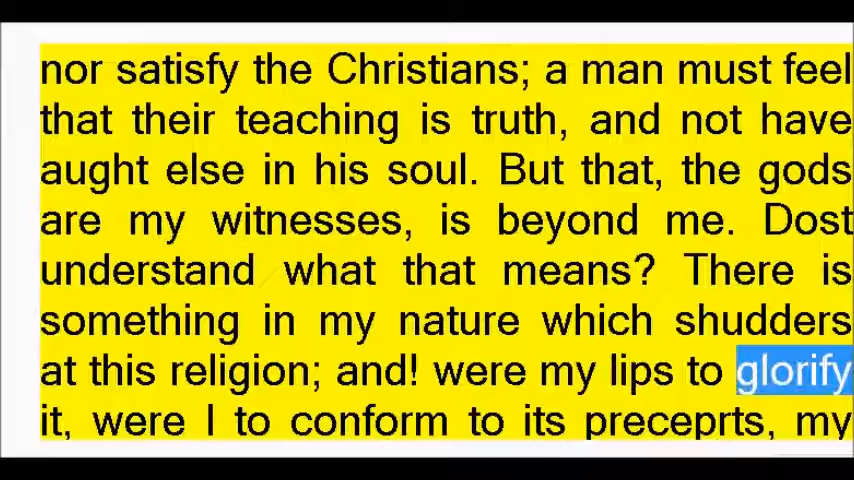 nor satisfy the Christians; a man must feel
that their teaching is truth, and not have
aught else in his soul. But that, the gods
are my witnesses, is beyond me. Dost
understand what that means? There is
something in my nature which shudders
at this religion; and! were my lips to glorify
it, were I to conform to its preceprts, my